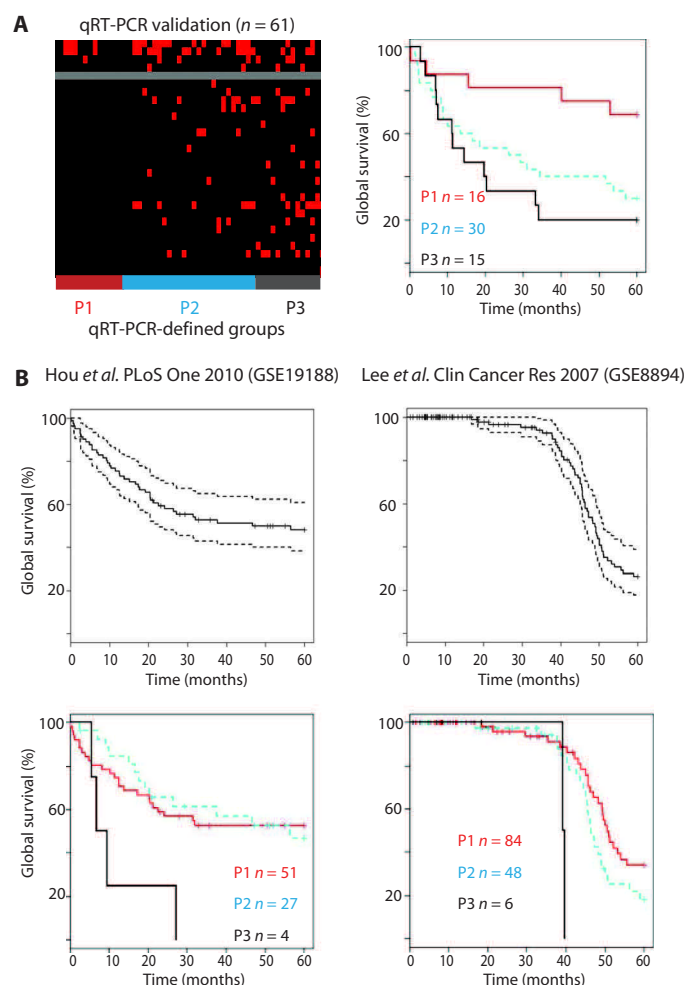 A
qRT-PCR validation (n = 61)
P1 P2 P3
qRT-PCR-defined groups
Global survival (%)
100
60
20
P1 n = 16
P2 n = 30
P3 n = 15
0 10 20 30 40 50 60
Time (months)
B
Hou et al. PLoS One 2010 (GSE19188)
Global survival (%)
100
60
20
0 10 20 30 40 50 60
Time (months)
Lee et al. Clin Cancer Res 2007 (GSE8894)
Global survival (%)
100
60
20
0 10 20 30 40 50 60
Time (months)
Global survival (%)
100
60
20
P1 n = 51
P2 n = 27
P3 n = 4
0 10 20 30 40 50 60
Time (months)
Global survival (%)
100
60
20
P1 n = 84
P2 n = 48
P3 n = 6
0 10 20 30 40 50 60
Time (months)